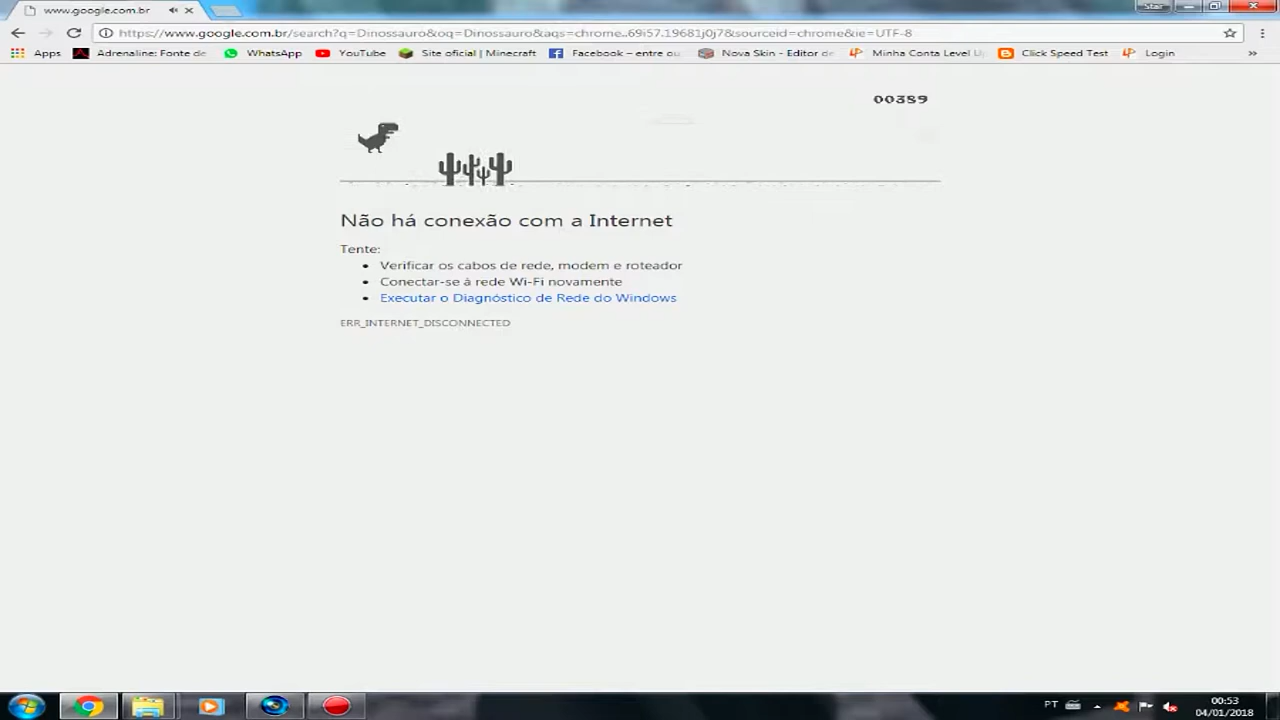 www.google.com.br
Star
https://www.google.com.br/search?q=Dinossauro&oq=Dinossauro&aqs=chrome..69i57.19681j0j7&sourceid=chrome&ie=UTF-8
Apps Adrenaline: Fonte de WhatsApp YouTube Site oficial | Minecraft Facebook – entre ou Nova Skin - Editor de Minha Conta Level Up Click Speed Test Login »
00389
Não há conexão com a Internet
Tente:
• Verificar os cabos de rede, modem e roteador
• Conectar-se à rede Wi-Fi novamente
• Executar o Diagnóstico de Rede do Windows
ERR_INTERNET_DISCONNECTED
PT 00:53
04/01/2018